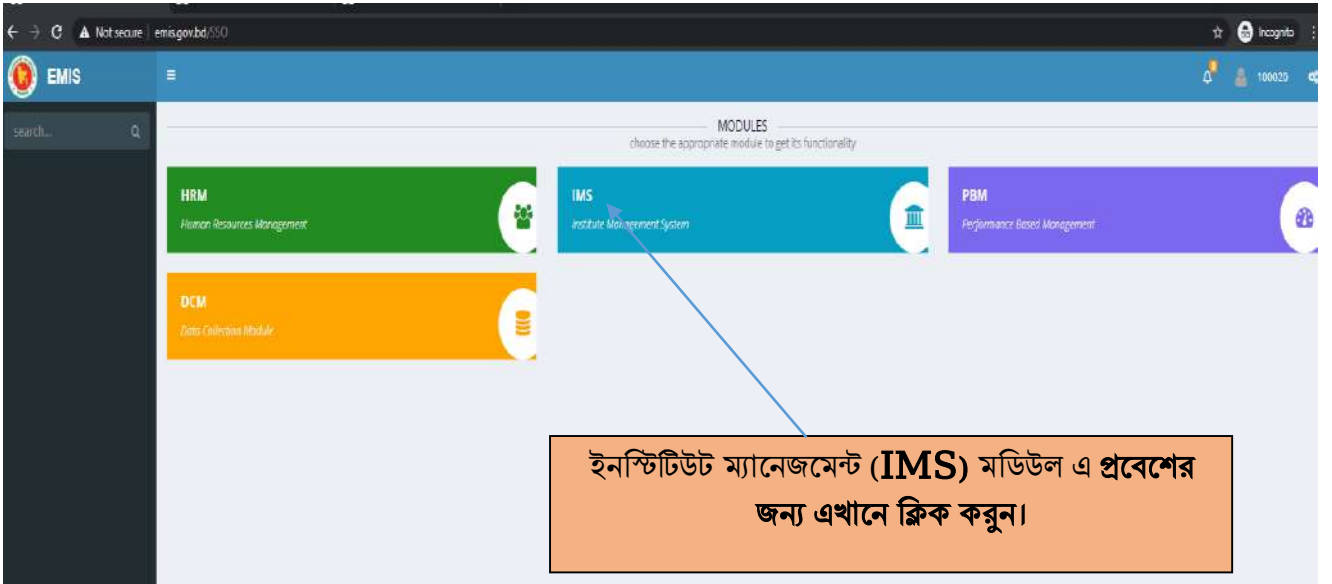 Not secure emis.gov.bd/SSO
Incognito
EMIS
100020
search...
MODULES
choose the appropriate module to get its functionality
HRM
Human Resources Management
IMS
Institute Management System
PBM
Performance Based Management
DCM
Data Collection Module
ইনস্টিটিউট ম্যানেজমেন্ট (IMS) মডিউল এ প্রবেশের
জন্য এখানে ক্লিক করুন।